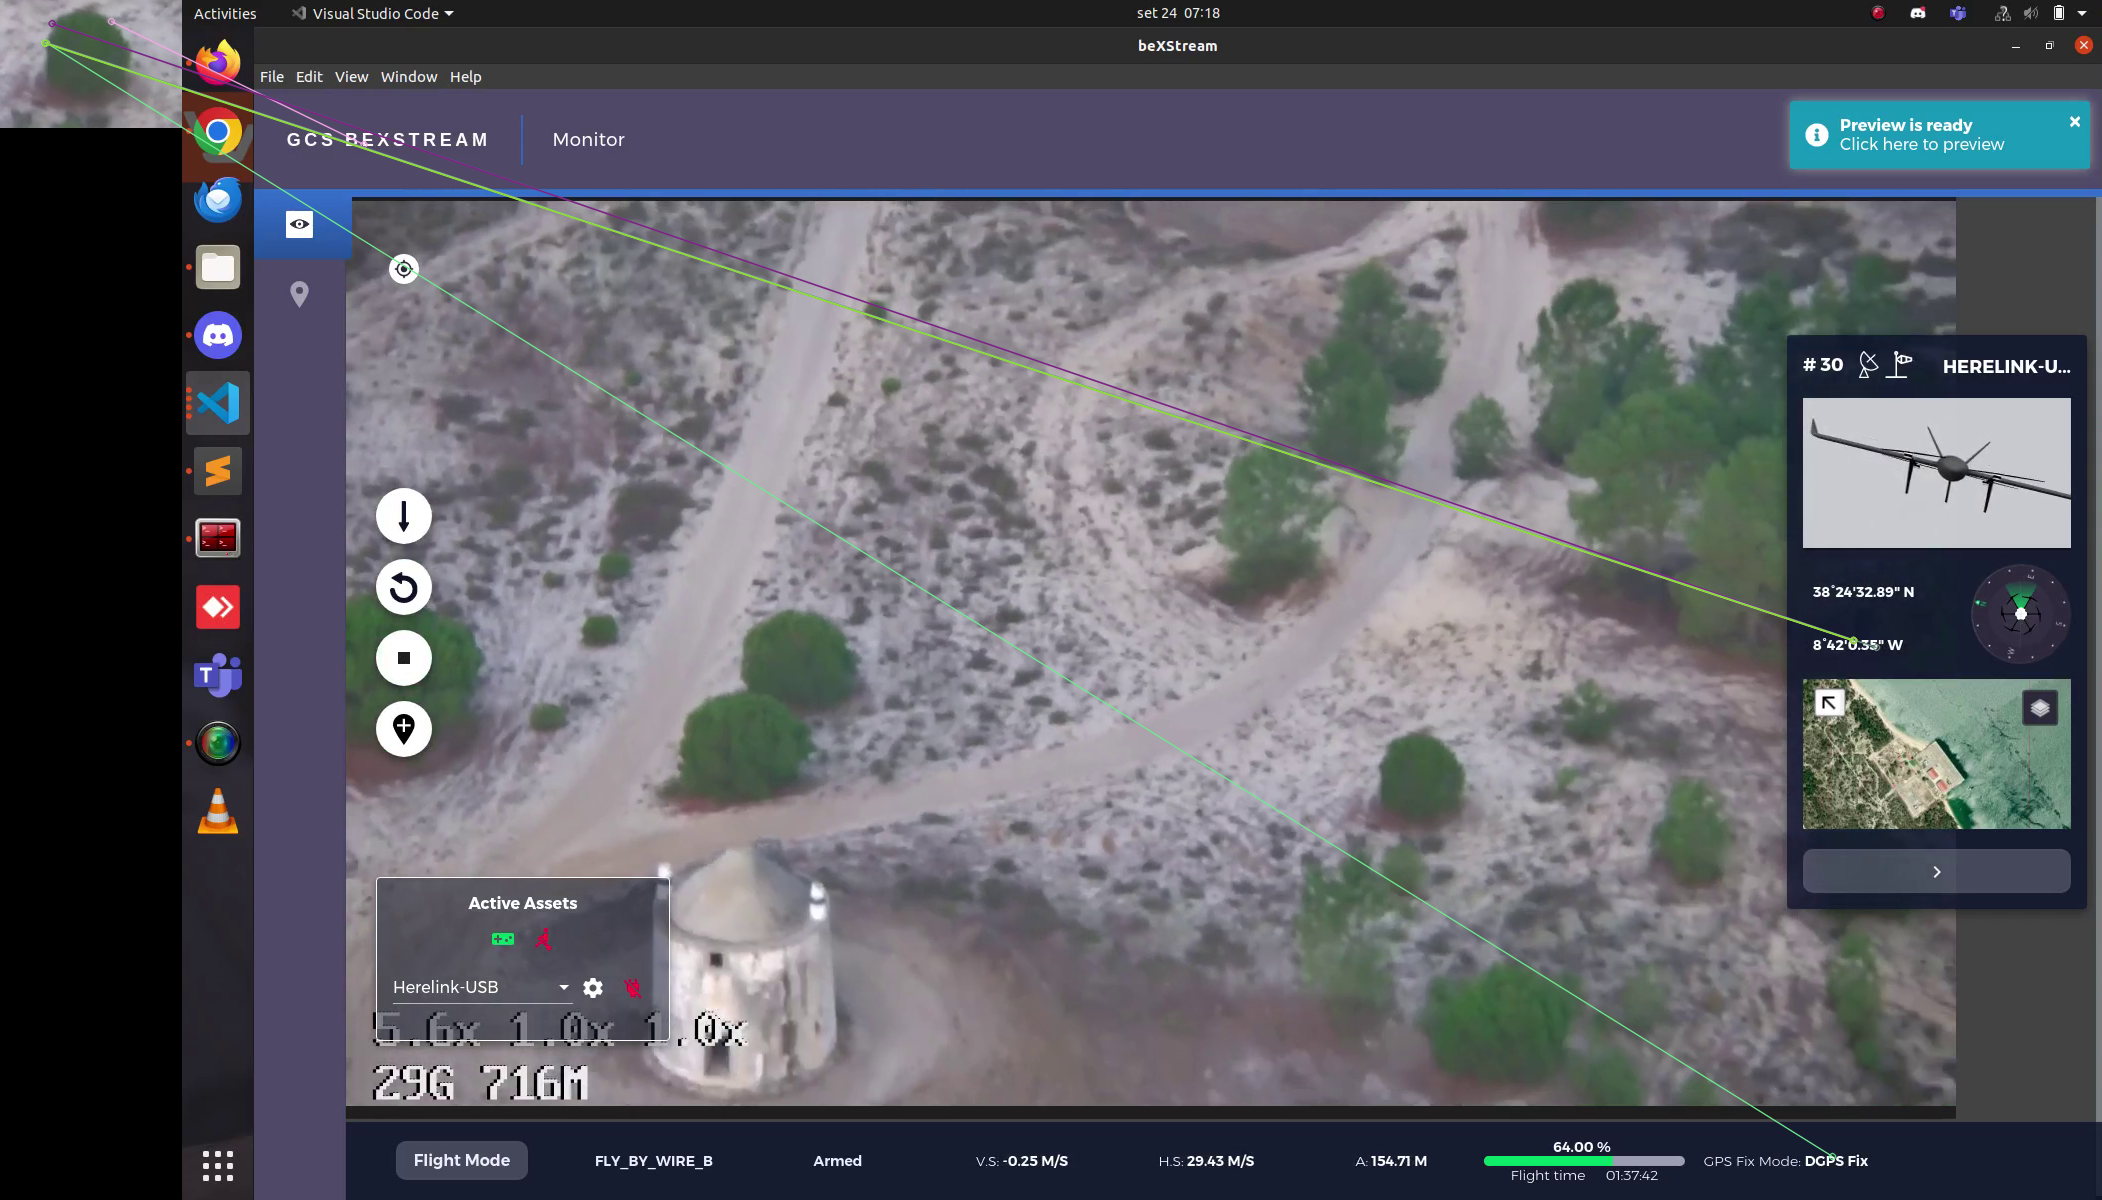 Activities
Visual Studio Code
set 24 07:18
beXStream
File Edit View Window Help
GCS BEXSTREAM
Monitor
Preview is ready
Click here to preview
# 30
HERELINK-U...
38°24'32.89" N
8°42'0.35" W
Active Assets
Herelink-USB
5.6x 1.0x 1.0x
29G 716M
Flight Mode
FLY_BY_WIRE_B
Armed
V.S: -0.25 M/S
H.S: 29.43 M/S
A: 154.71 M
64.00 %
Flight time 01:37:42
GPS Fix Mode: DGPS Fix